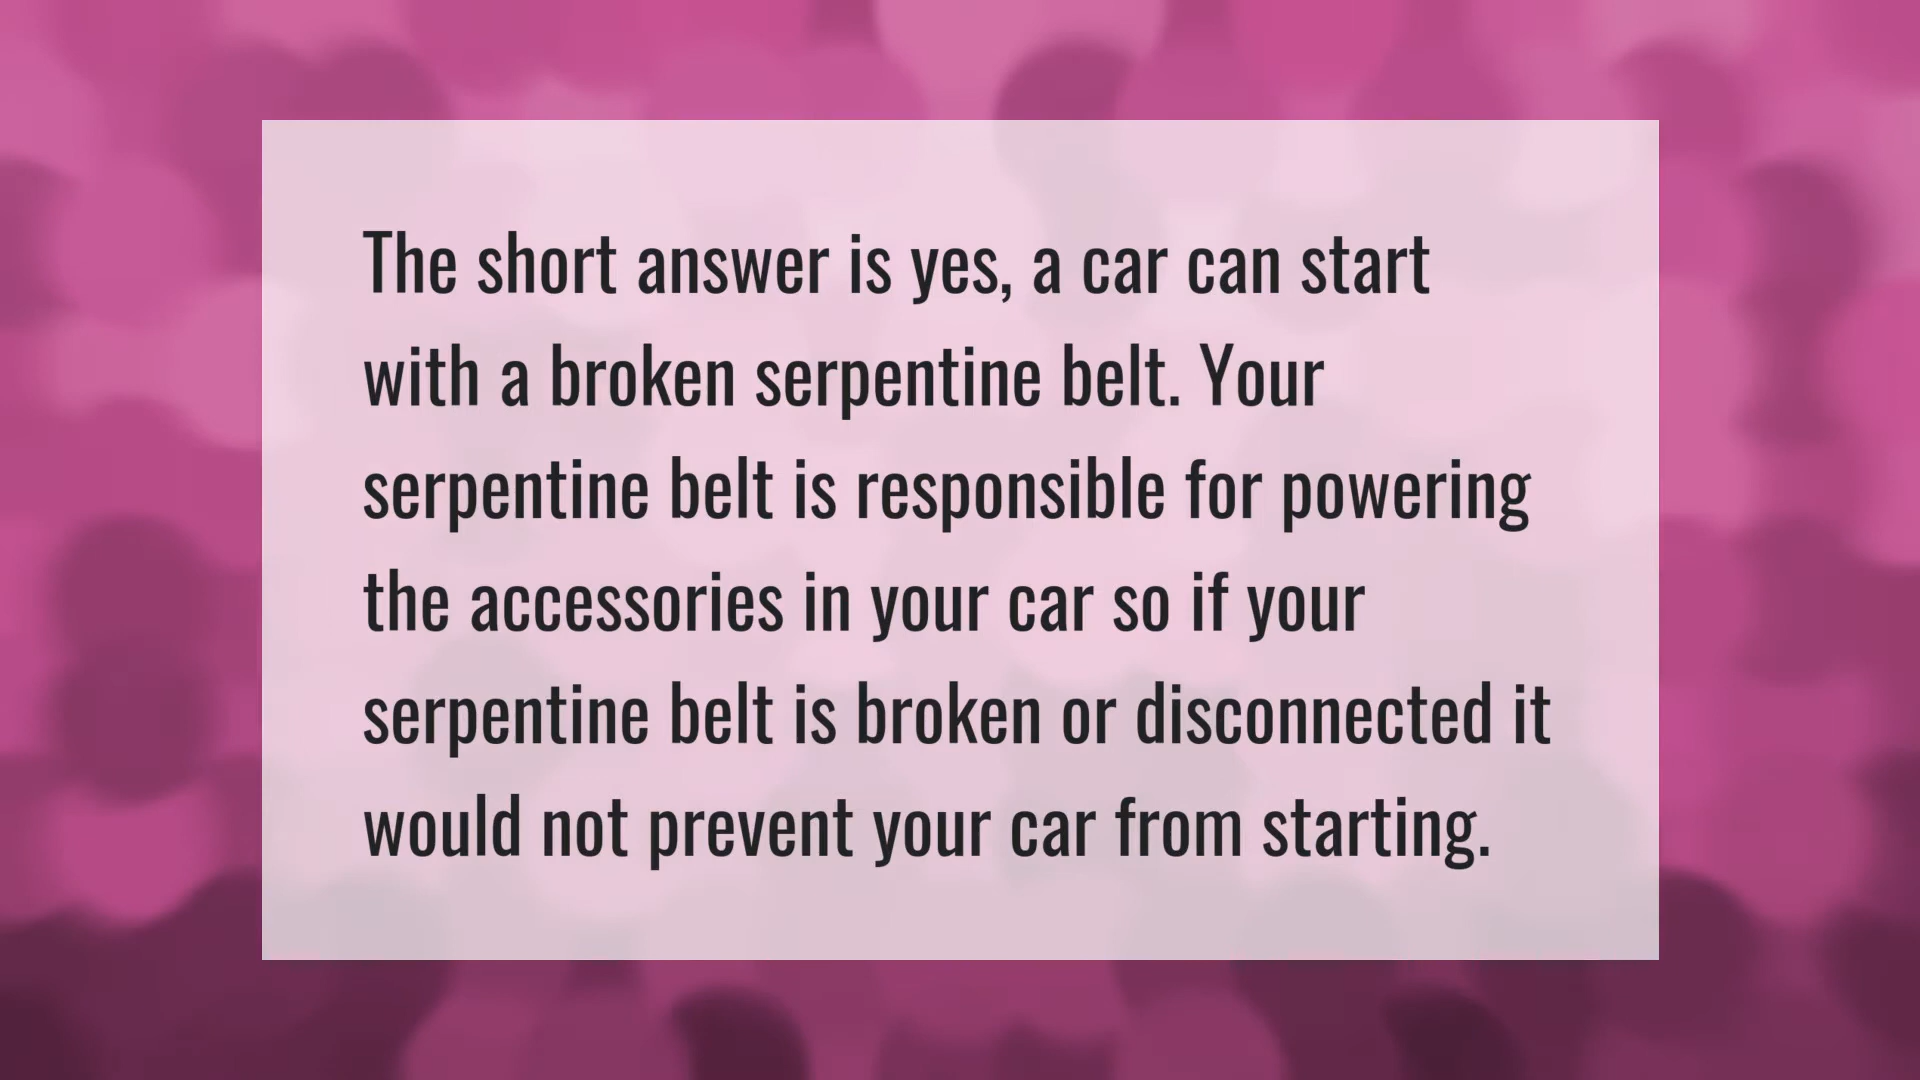 The short answer is yes, a car can start
with a broken serpentine belt. Your
serpentine belt is responsible for powering
the accessories in your car so if your
serpentine belt is broken or disconnected it
would not prevent your car from starting.